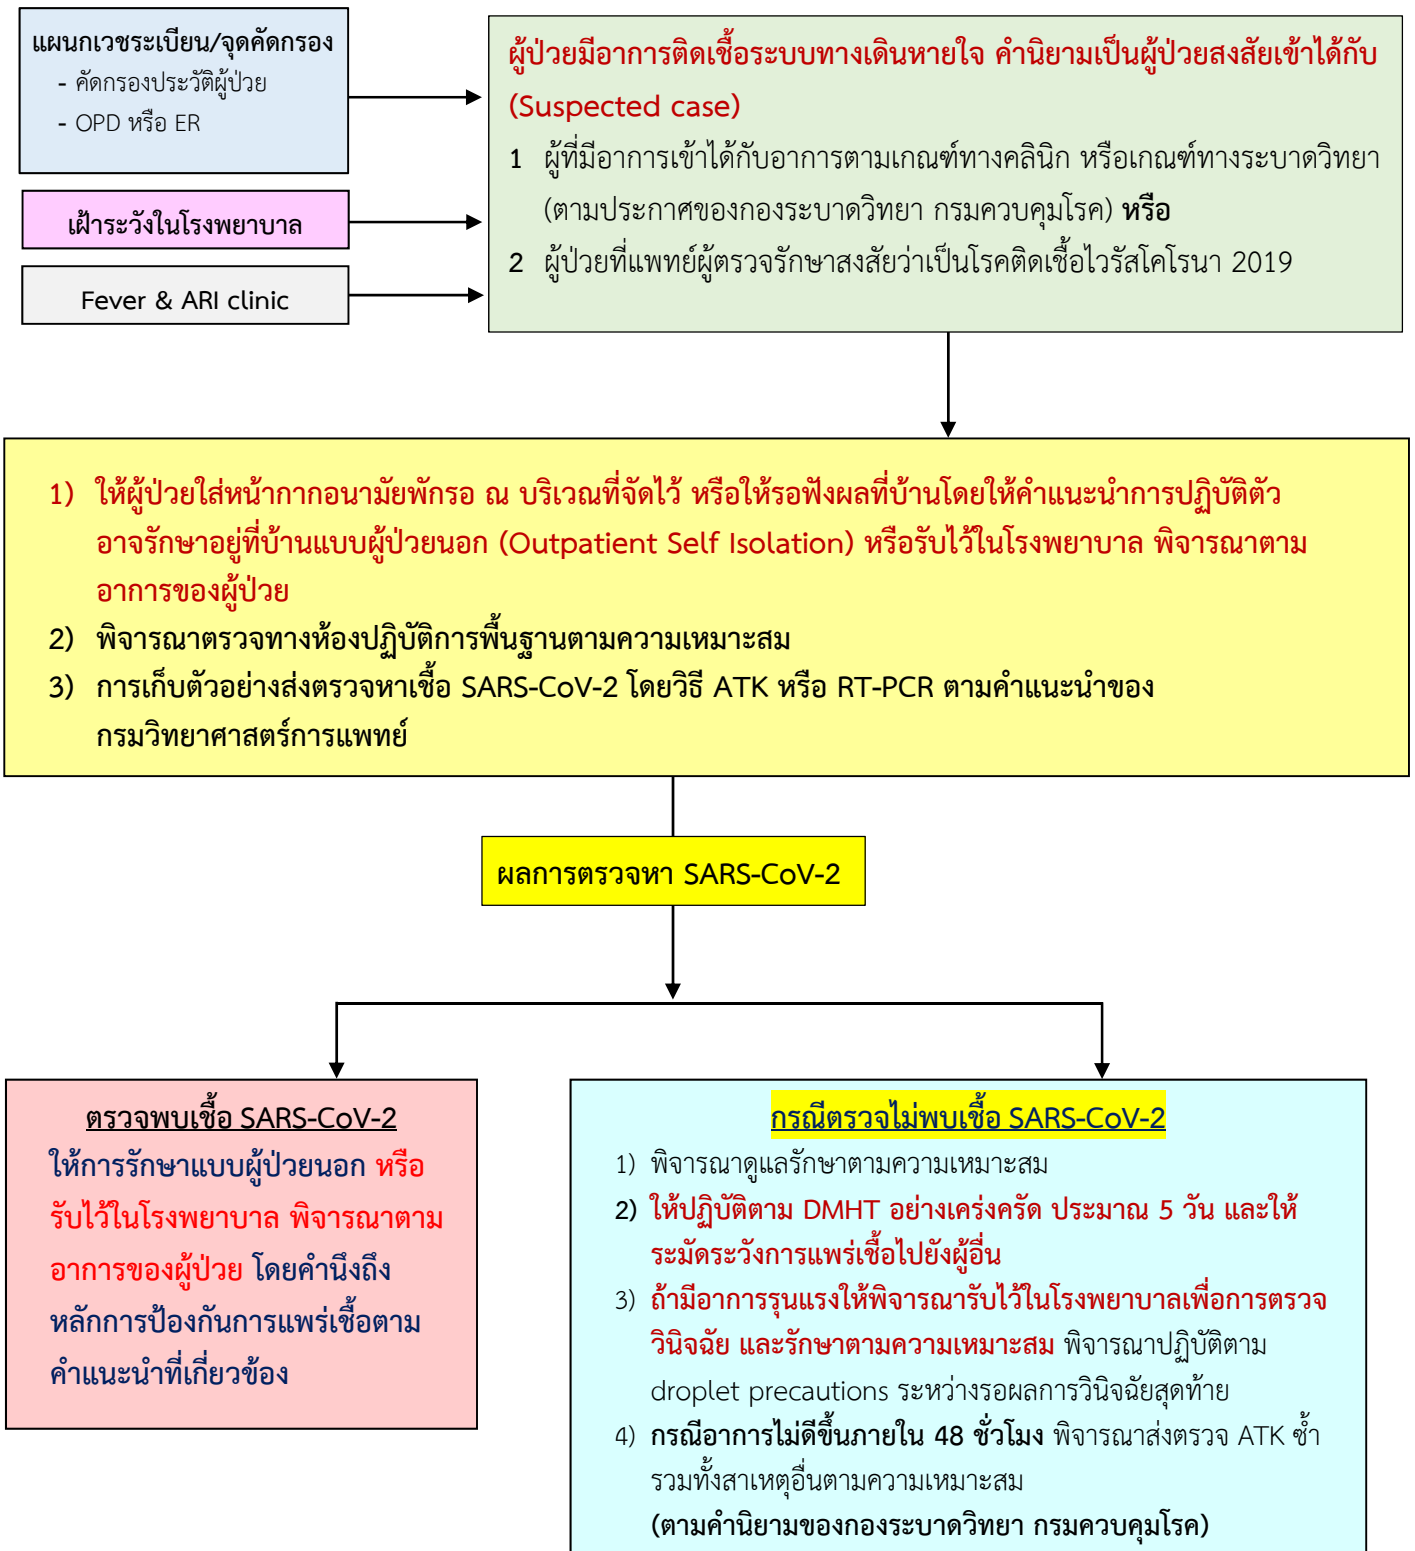 แผนกเวชระเบียน/จุดคัดกรอง
- คัดกรองประวัติผู้ป่วย
- OPD หรือ ER
เฝ้าระวังในโรงพยาบาล
Fever & ARI clinic
ผู้ป่วยมีอาการติดเชื้อระบบทางเดินหายใจ คำนิยามเป็นผู้ป่วยสงสัยเข้าได้กับ
(Suspected case)
1 ผู้ที่มีอาการเข้าได้กับอาการตามเกณฑ์ทางคลินิก หรือเกณฑ์ทางระบาดวิทยา
(ตามประกาศของกองระบาดวิทยา กรมควบคุมโรค) หรือ
2 ผู้ป่วยที่แพทย์ผู้ตรวจรักษาสงสัยว่าเป็นโรคติดเชื้อไวรัสโคโรนา 2019
1) ให้ผู้ป่วยใส่หน้ากากอนามัยพักรอ ณ บริเวณที่จัดไว้ หรือให้รอฟังผลที่บ้านโดยให้คำแนะนำการปฏิบัติตัว
อาจรักษาอยู่ที่บ้านแบบผู้ป่วยนอก (Outpatient Self Isolation) หรือรับไว้ในโรงพยาบาล พิจารณาตาม
อาการของผู้ป่วย
2) พิจารณาตรวจทางห้องปฏิบัติการพื้นฐานตามความเหมาะสม
3) การเก็บตัวอย่างส่งตรวจหาเชื้อ SARS-CoV-2 โดยวิธี ATK หรือ RT-PCR ตามคำแนะนำของ
กรมวิทยาศาสตร์การแพทย์
ผลการตรวจหา SARS-CoV-2
ตรวจพบเชื้อ SARS-CoV-2
ให้การรักษาแบบผู้ป่วยนอก หรือ
รับไว้ในโรงพยาบาล พิจารณาตาม
อาการของผู้ป่วย โดยคำนึงถึง
หลักการป้องกันการแพร่เชื้อตาม
คำแนะนำที่เกี่ยวข้อง
กรณีตรวจไม่พบเชื้อ SARS-CoV-2
1) พิจารณาดูแลรักษาตามความเหมาะสม
2) ให้ปฏิบัติตาม DMHT อย่างเคร่งครัด ประมาณ 5 วัน และให้
ระมัดระวังการแพร่เชื้อไปยังผู้อื่น
3) ถ้ามีอาการรุนแรงให้พิจารณารับไว้ในโรงพยาบาลเพื่อการตรวจ
วินิจฉัย และรักษาตามความเหมาะสม พิจารณาปฏิบัติตาม
droplet precautions ระหว่างรอผลการวินิจฉัยสุดท้าย
4) กรณีอาการไม่ดีขึ้นภายใน 48 ชั่วโมง พิจารณาส่งตรวจ ATK ซ้ำ
รวมทั้งสาเหตุอื่นตามความเหมาะสม
(ตามคำนิยามของกองระบาดวิทยา กรมควบคุมโรค)